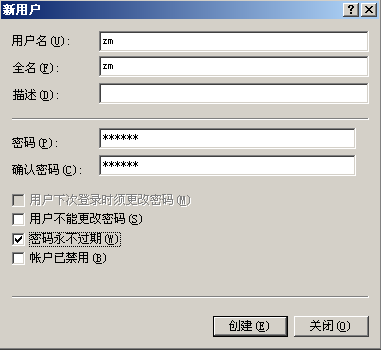 新用户
用户名(U): zm
全名(F): zm
描述(D):
密码(P): ******
确认密码(C): ******
用户下次登录时须更改密码(M)
用户不能更改密码(S)
密码永不过期(W)
帐户已禁用(B)
创建(E) 关闭(O)